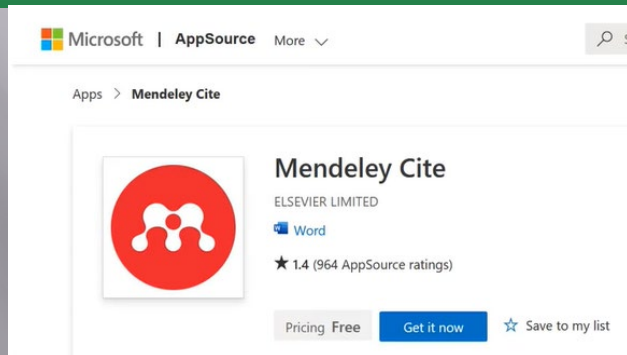 Microsoft | AppSource More
Apps > Mendeley Cite
Mendeley Cite
ELSEVIER LIMITED
Word
★ 1.4 (964 AppSource ratings)
Pricing Free Get it now ☆ Save to my list